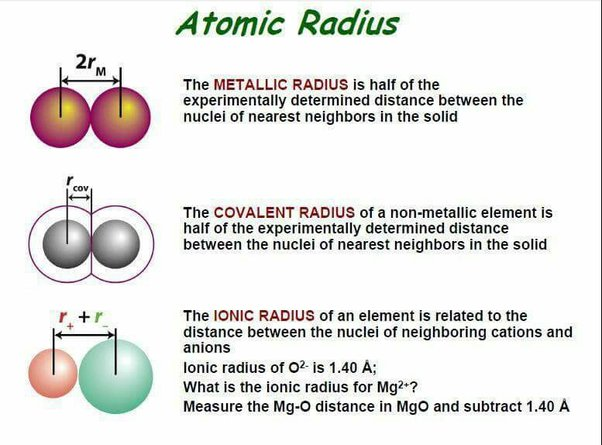 Atomic Radius
2r_M
The METALLIC RADIUS is half of the
experimentally determined distance between the
nuclei of nearest neighbors in the solid
r_cov
The COVALENT RADIUS of a non-metallic element is
half of the experimentally determined distance
between the nuclei of nearest neighbors in the solid
r₊ + r₋
The IONIC RADIUS of an element is related to the
distance between the nuclei of neighboring cations and
anions
Ionic radius of O²⁻ is 1.40 Å;
What is the ionic radius for Mg²⁺?
Measure the Mg-O distance in MgO and subtract 1.40 Å